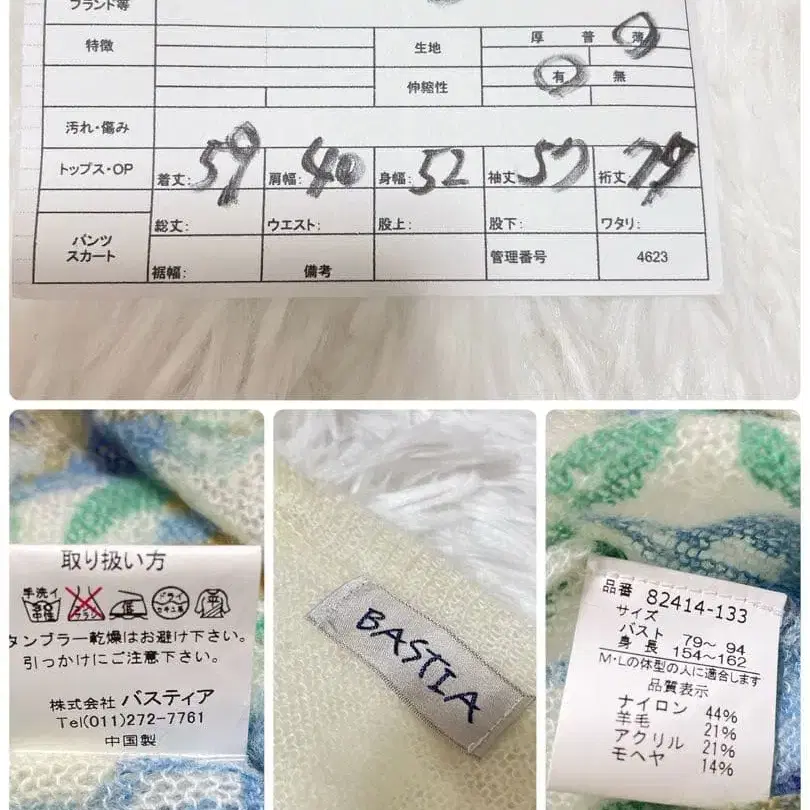 ブランド等
特徴
生地
厚 普 薄
伸縮性
有 無
汚れ・傷み
トップス・OP
着丈: 59
肩幅: 40
身幅: 52
袖丈 57
裄丈 79
パンツ
スカート
総丈:
ウエスト:
股上:
股下:
ワタリ:
裾幅:
備考
管理番号
4623
取り扱い方
手洗イ
中性
ドライ
タンブラー乾燥はお避け下さい。
引っかけにご注意下さい。
株式会社 バスティア
Tel(011)272-7761
中国製
BASTIA
品番 82414-133
サイズ
バスト 79～ 94
身長 154～162
M・Lの体型の人に適合します
品質表示
ナイロン 44%
羊毛 21%
アクリル 21%
モヘヤ 14%